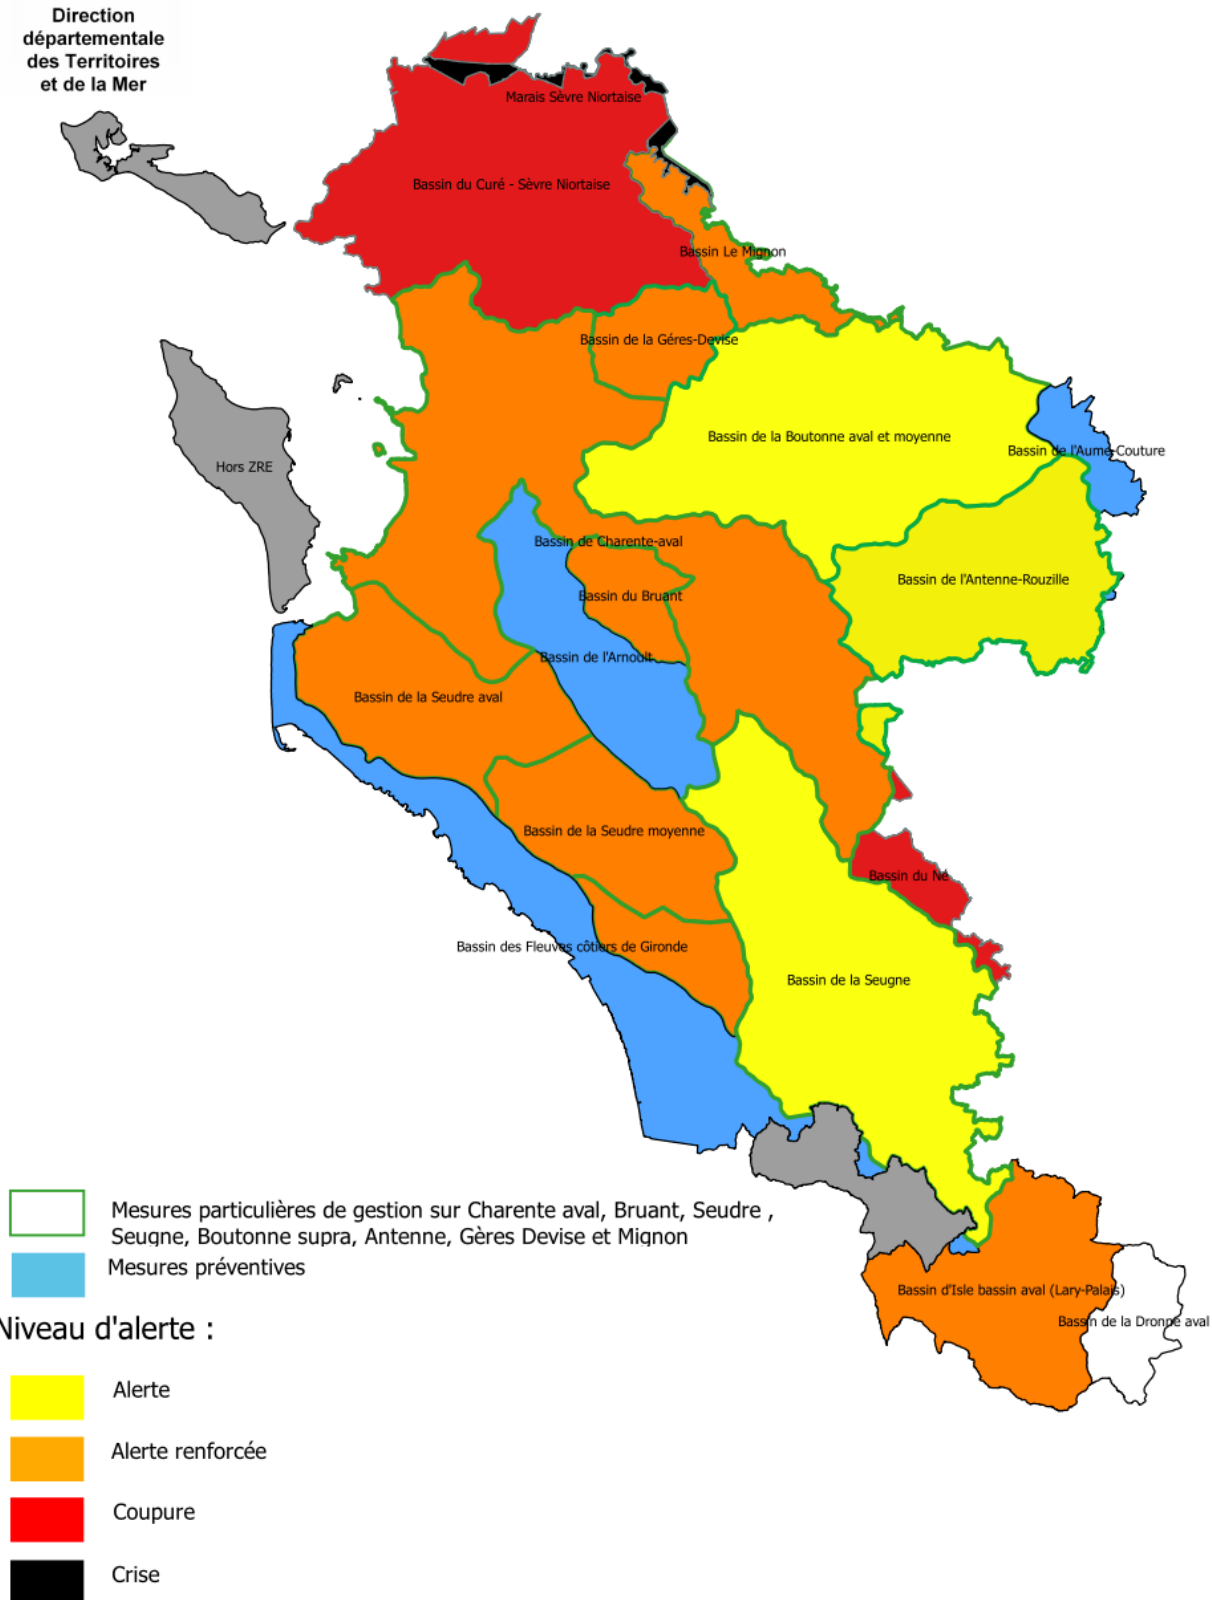 Direction
départementale
des Territoires
et de la Mer
Marais Sèvre Niortaise
Bassin du Curé - Sèvre Niortaise
Bassin Le Mignon
Bassin de la Géres-Devise
Bassin de la Boutonne aval et moyenne
Bassin de l'Aume-Couture
Hors ZRE
Bassin de Charente-aval
Bassin de l'Antenne-Rouzille
Bassin du Bruant
Bassin de l'Arnoult
Bassin de la Seudre aval
Bassin de la Seudre moyenne
Bassin du Né
Bassin des Fleuves côtiers de Gironde
Bassin de la Seugne
Mesures particulières de gestion sur Charente aval, Bruant, Seudre ,
Seugne, Boutonne supra, Antenne, Gères Devise et Mignon
Mesures préventives
Bassin d'Isle bassin aval (Lary-Palais)
Bassin de la Dronne aval
Niveau d'alerte :
Alerte
Alerte renforcée
Coupure
Crise